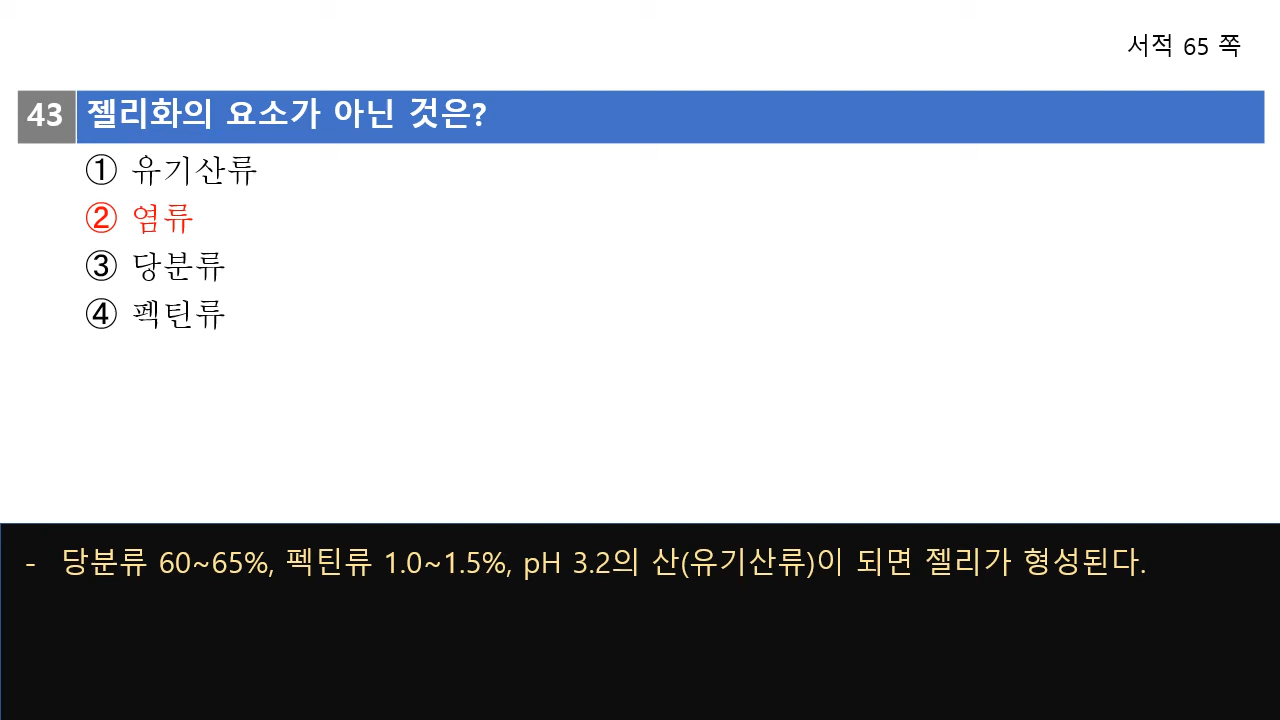 서적 65 쪽
43 젤리화의 요소가 아닌 것은?
① 유기산류
② 염류
③ 당분류
④ 펙틴류
- 당분류 60~65%, 펙틴류 1.0~1.5%, pH 3.2의 산(유기산류)이 되면 젤리가 형성된다.